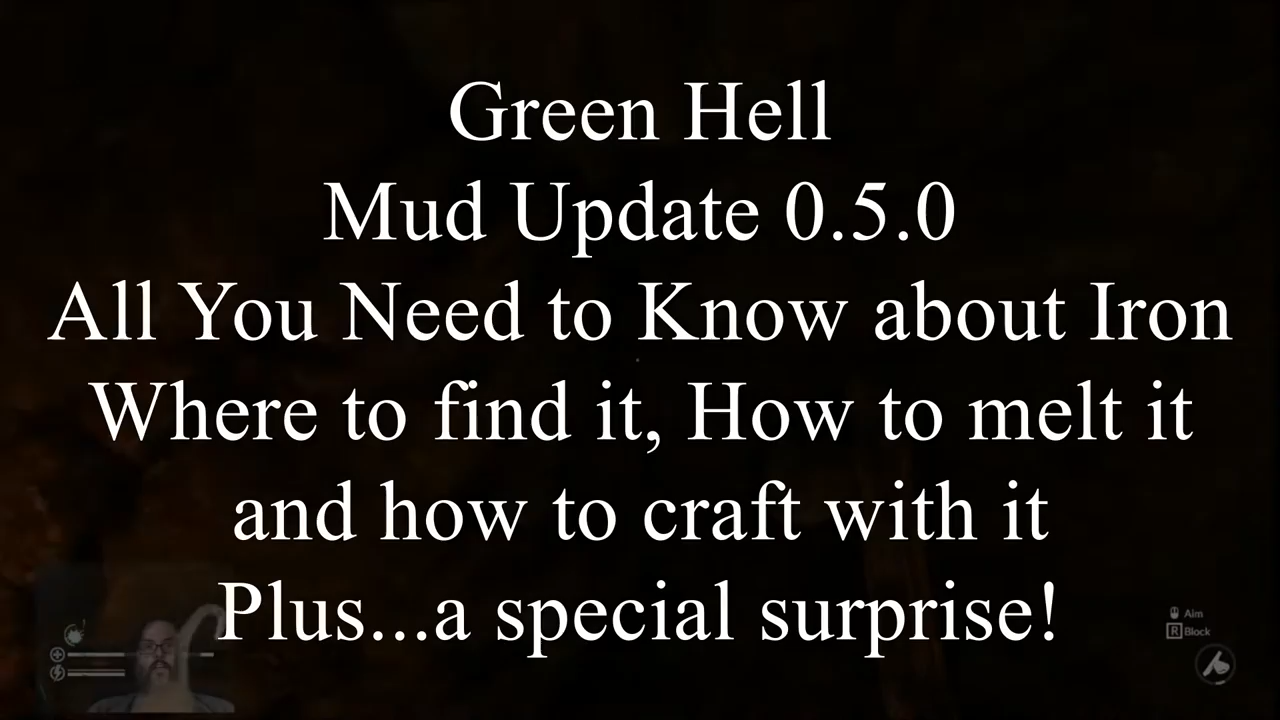 Green Hell
Mud Update 0.5.0
All You Need to Know about Iron
Where to find it, How to melt it
and how to craft with it
Plus...a special surprise!
Aim
R Block